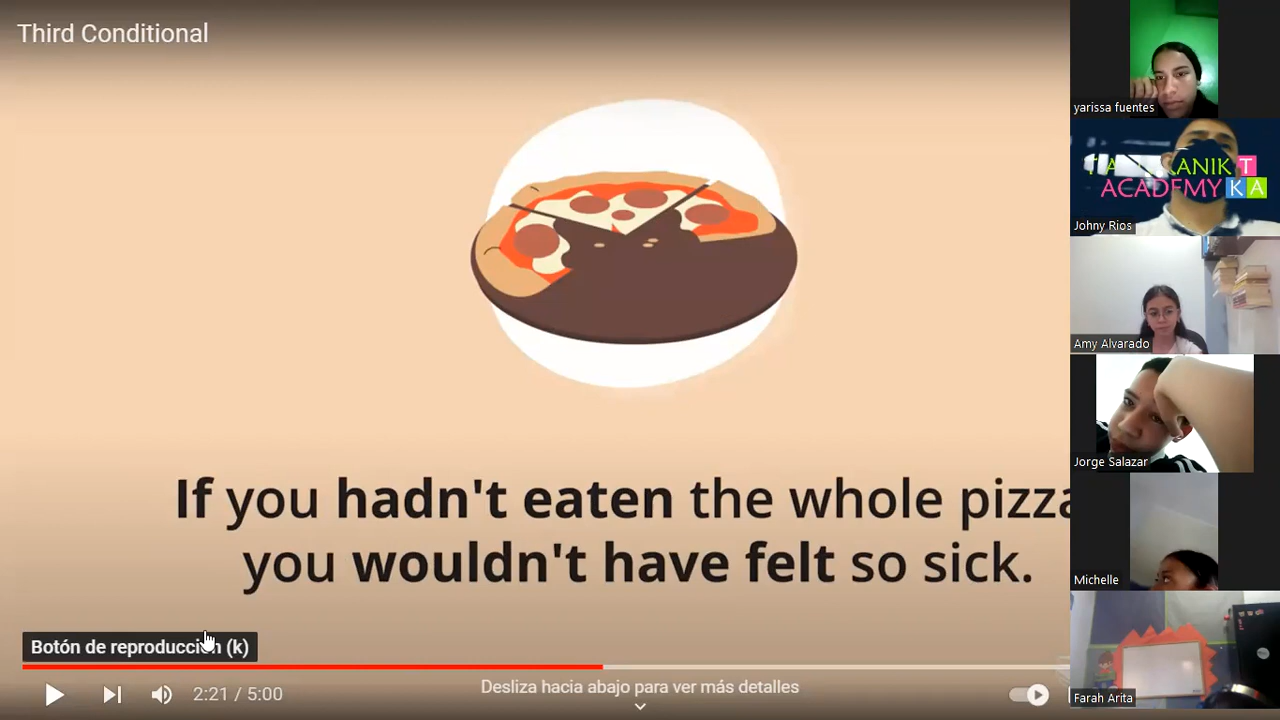 Third Conditional
If you hadn't eaten the whole pizza
you wouldn't have felt so sick.
Botón de reproducción (k)
2:21 / 5:00
Desliza hacia abajo para ver más detalles
yarissa fuentes
ANIK T
ACADEMY K A
Johny Rios
Amy Alvarado
Jorge Salazar
Michelle
Farah Arita